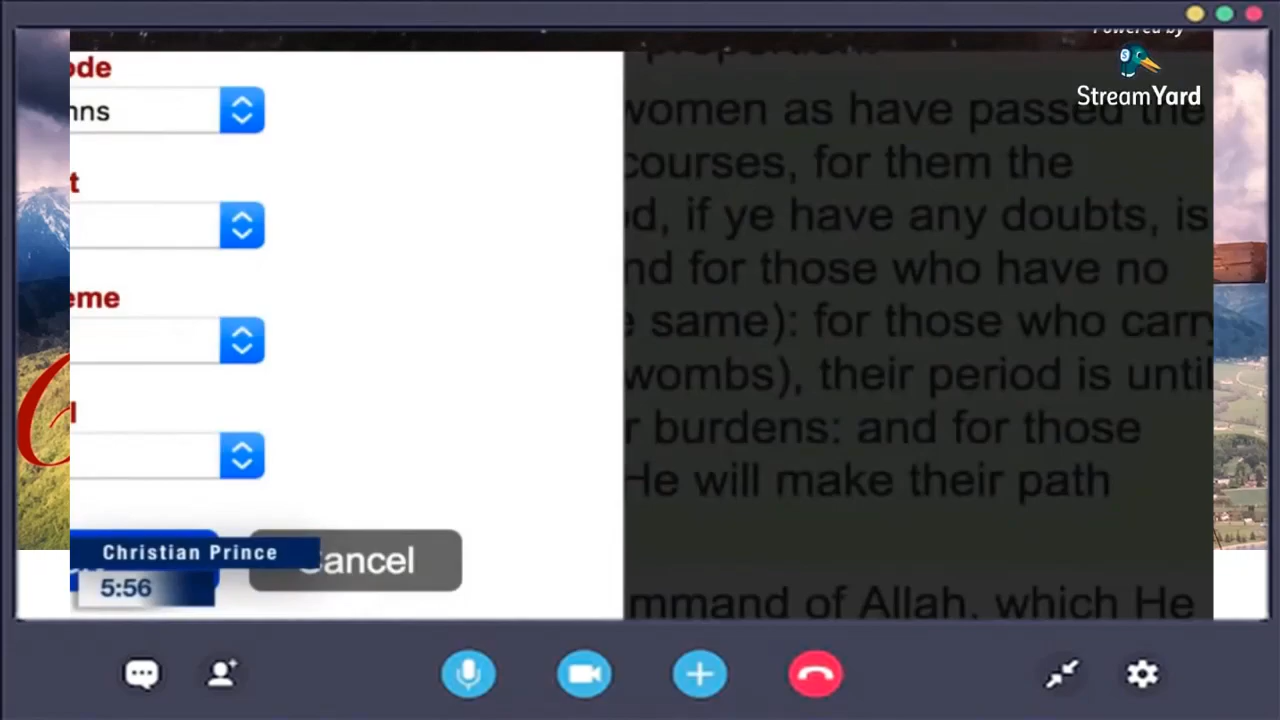 Powered by
StreamYard
ode
nns
t
eme
l
Cancel
Christian Prince
5:56
women as have passed the
courses, for them the
d, if ye have any doubts, is
nd for those who have no
e same): for those who carry
wombs), their period is until
r burdens: and for those
He will make their path
mmand of Allah, which He